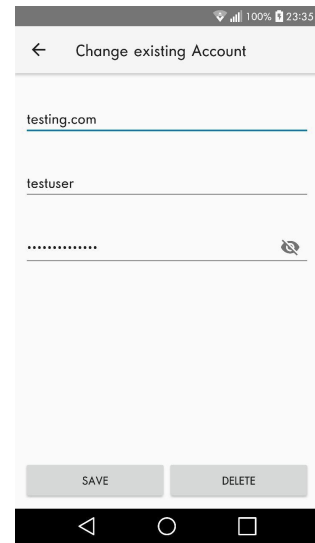 100% 23:35
Change existing Account
testing.com
testuser
••••••••••••••
SAVE DELETE